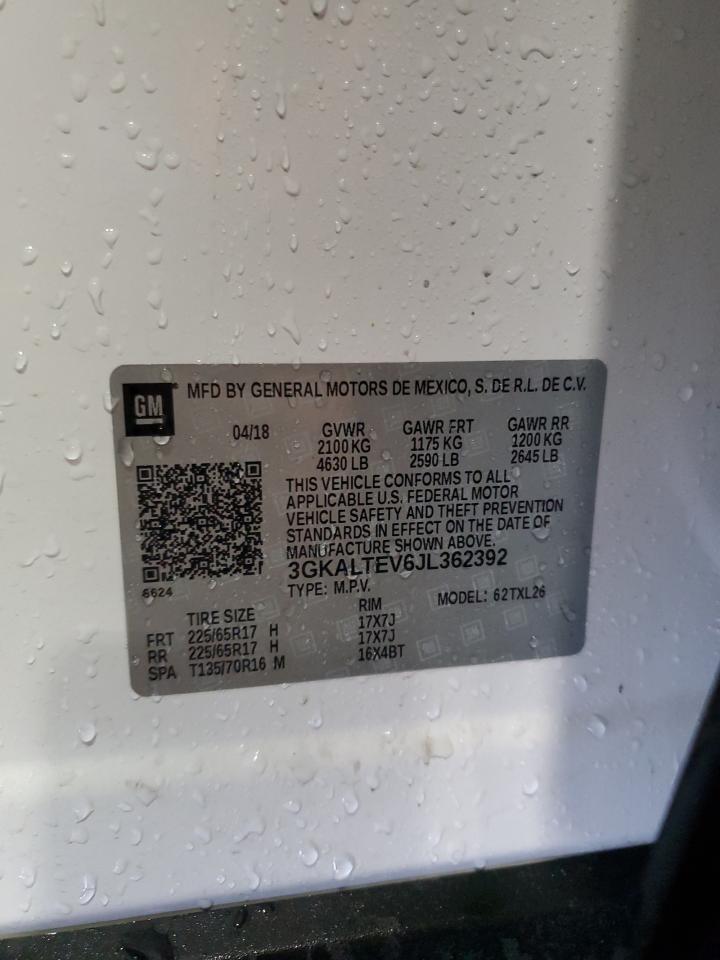 GM
MFD BY GENERAL MOTORS DE MEXICO, S. DE R.L. DE C.V.
04/18 GVWR GAWR FRT GAWR RR
2100 KG 1175 KG 1200 KG
4630 LB 2590 LB 2645 LB
THIS VEHICLE CONFORMS TO ALL
APPLICABLE U.S. FEDERAL MOTOR
VEHICLE SAFETY AND THEFT PREVENTION
STANDARDS IN EFFECT ON THE DATE OF
MANUFACTURE SHOWN ABOVE.
3GKALTEV6JL362392
TYPE: M.P.V. MODEL: 62TXL26
6624
TIRE SIZE RIM
FRT 225/65R17 H 17X7J
RR 225/65R17 H 17X7J
SPA T135/70R16 M 16X4BT